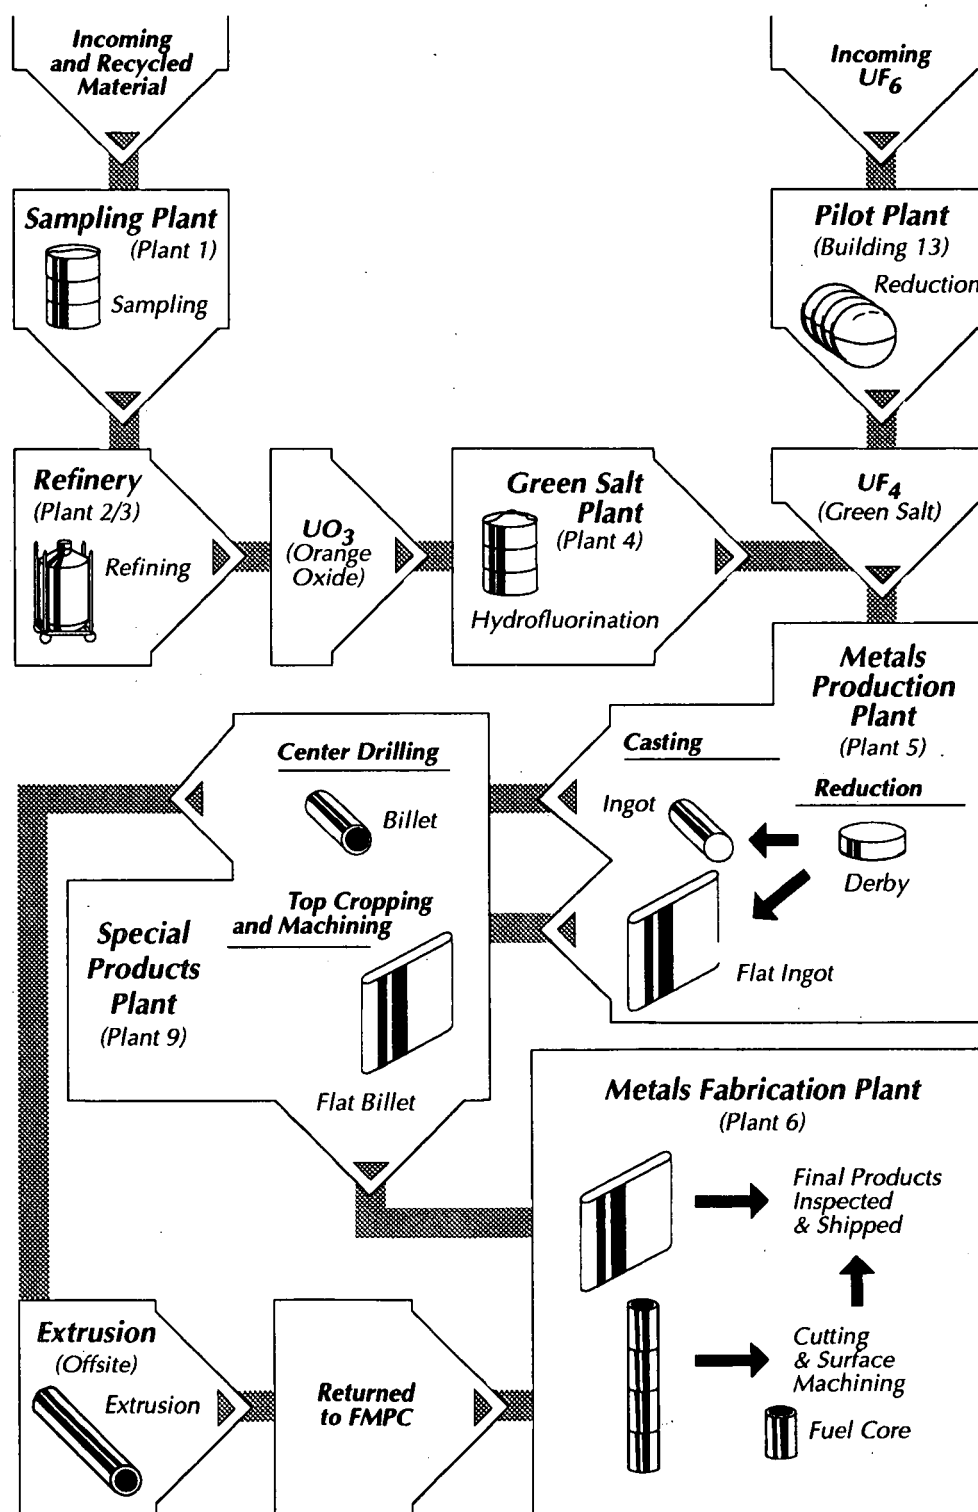 Incoming
and Recycled
Material
Incoming
UF6
Sampling Plant
(Plant 1)
Sampling
Pilot Plant
(Building 13)
Reduction
Refinery
(Plant 2/3)
Refining
UO3
(Orange
Oxide)
Green Salt
Plant
(Plant 4)
Hydrofluorination
UF4
(Green Salt)
Metals
Production
Plant
(Plant 5)
Casting
Reduction
Ingot
Derby
Flat Ingot
Center Drilling
Billet
Top Cropping
and Machining
Special
Products
Plant
(Plant 9)
Flat Billet
Metals Fabrication Plant
(Plant 6)
Final Products
Inspected
& Shipped
Cutting
& Surface
Machining
Fuel Core
Extrusion
(Offsite)
Extrusion
Returned
to FMPC